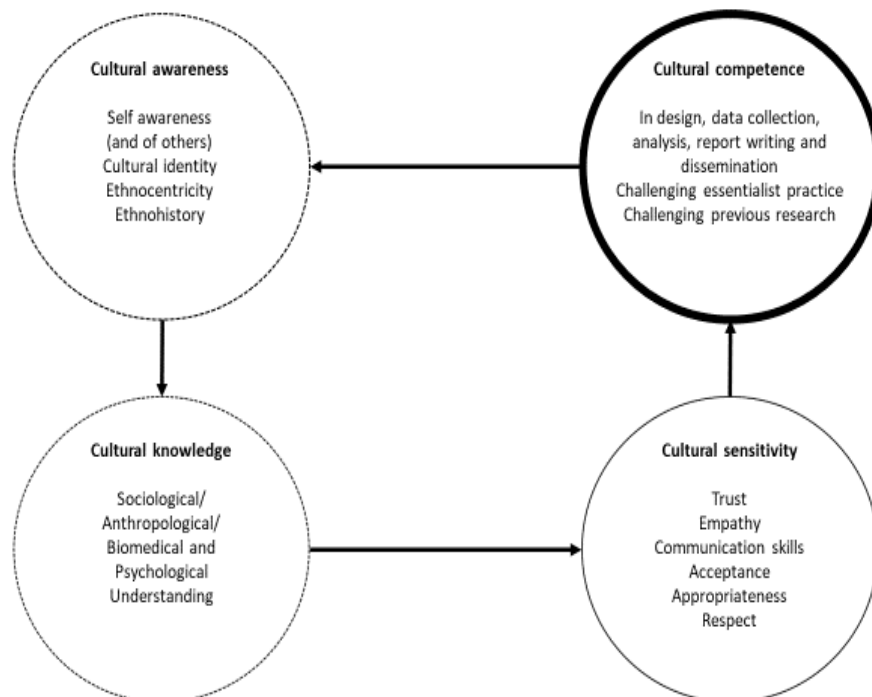 Cultural awareness
Self awareness
(and of others)
Cultural identity
Ethnocentricity
Ethnohistory
Cultural competence
In design, data collection,
analysis, report writing and
dissemination
Challenging essentialist practice
Challenging previous research
Cultural knowledge
Sociological/
Anthropological/
Biomedical and
Psychological
Understanding
Cultural sensitivity
Trust
Empathy
Communication skills
Acceptance
Appropriateness
Respect